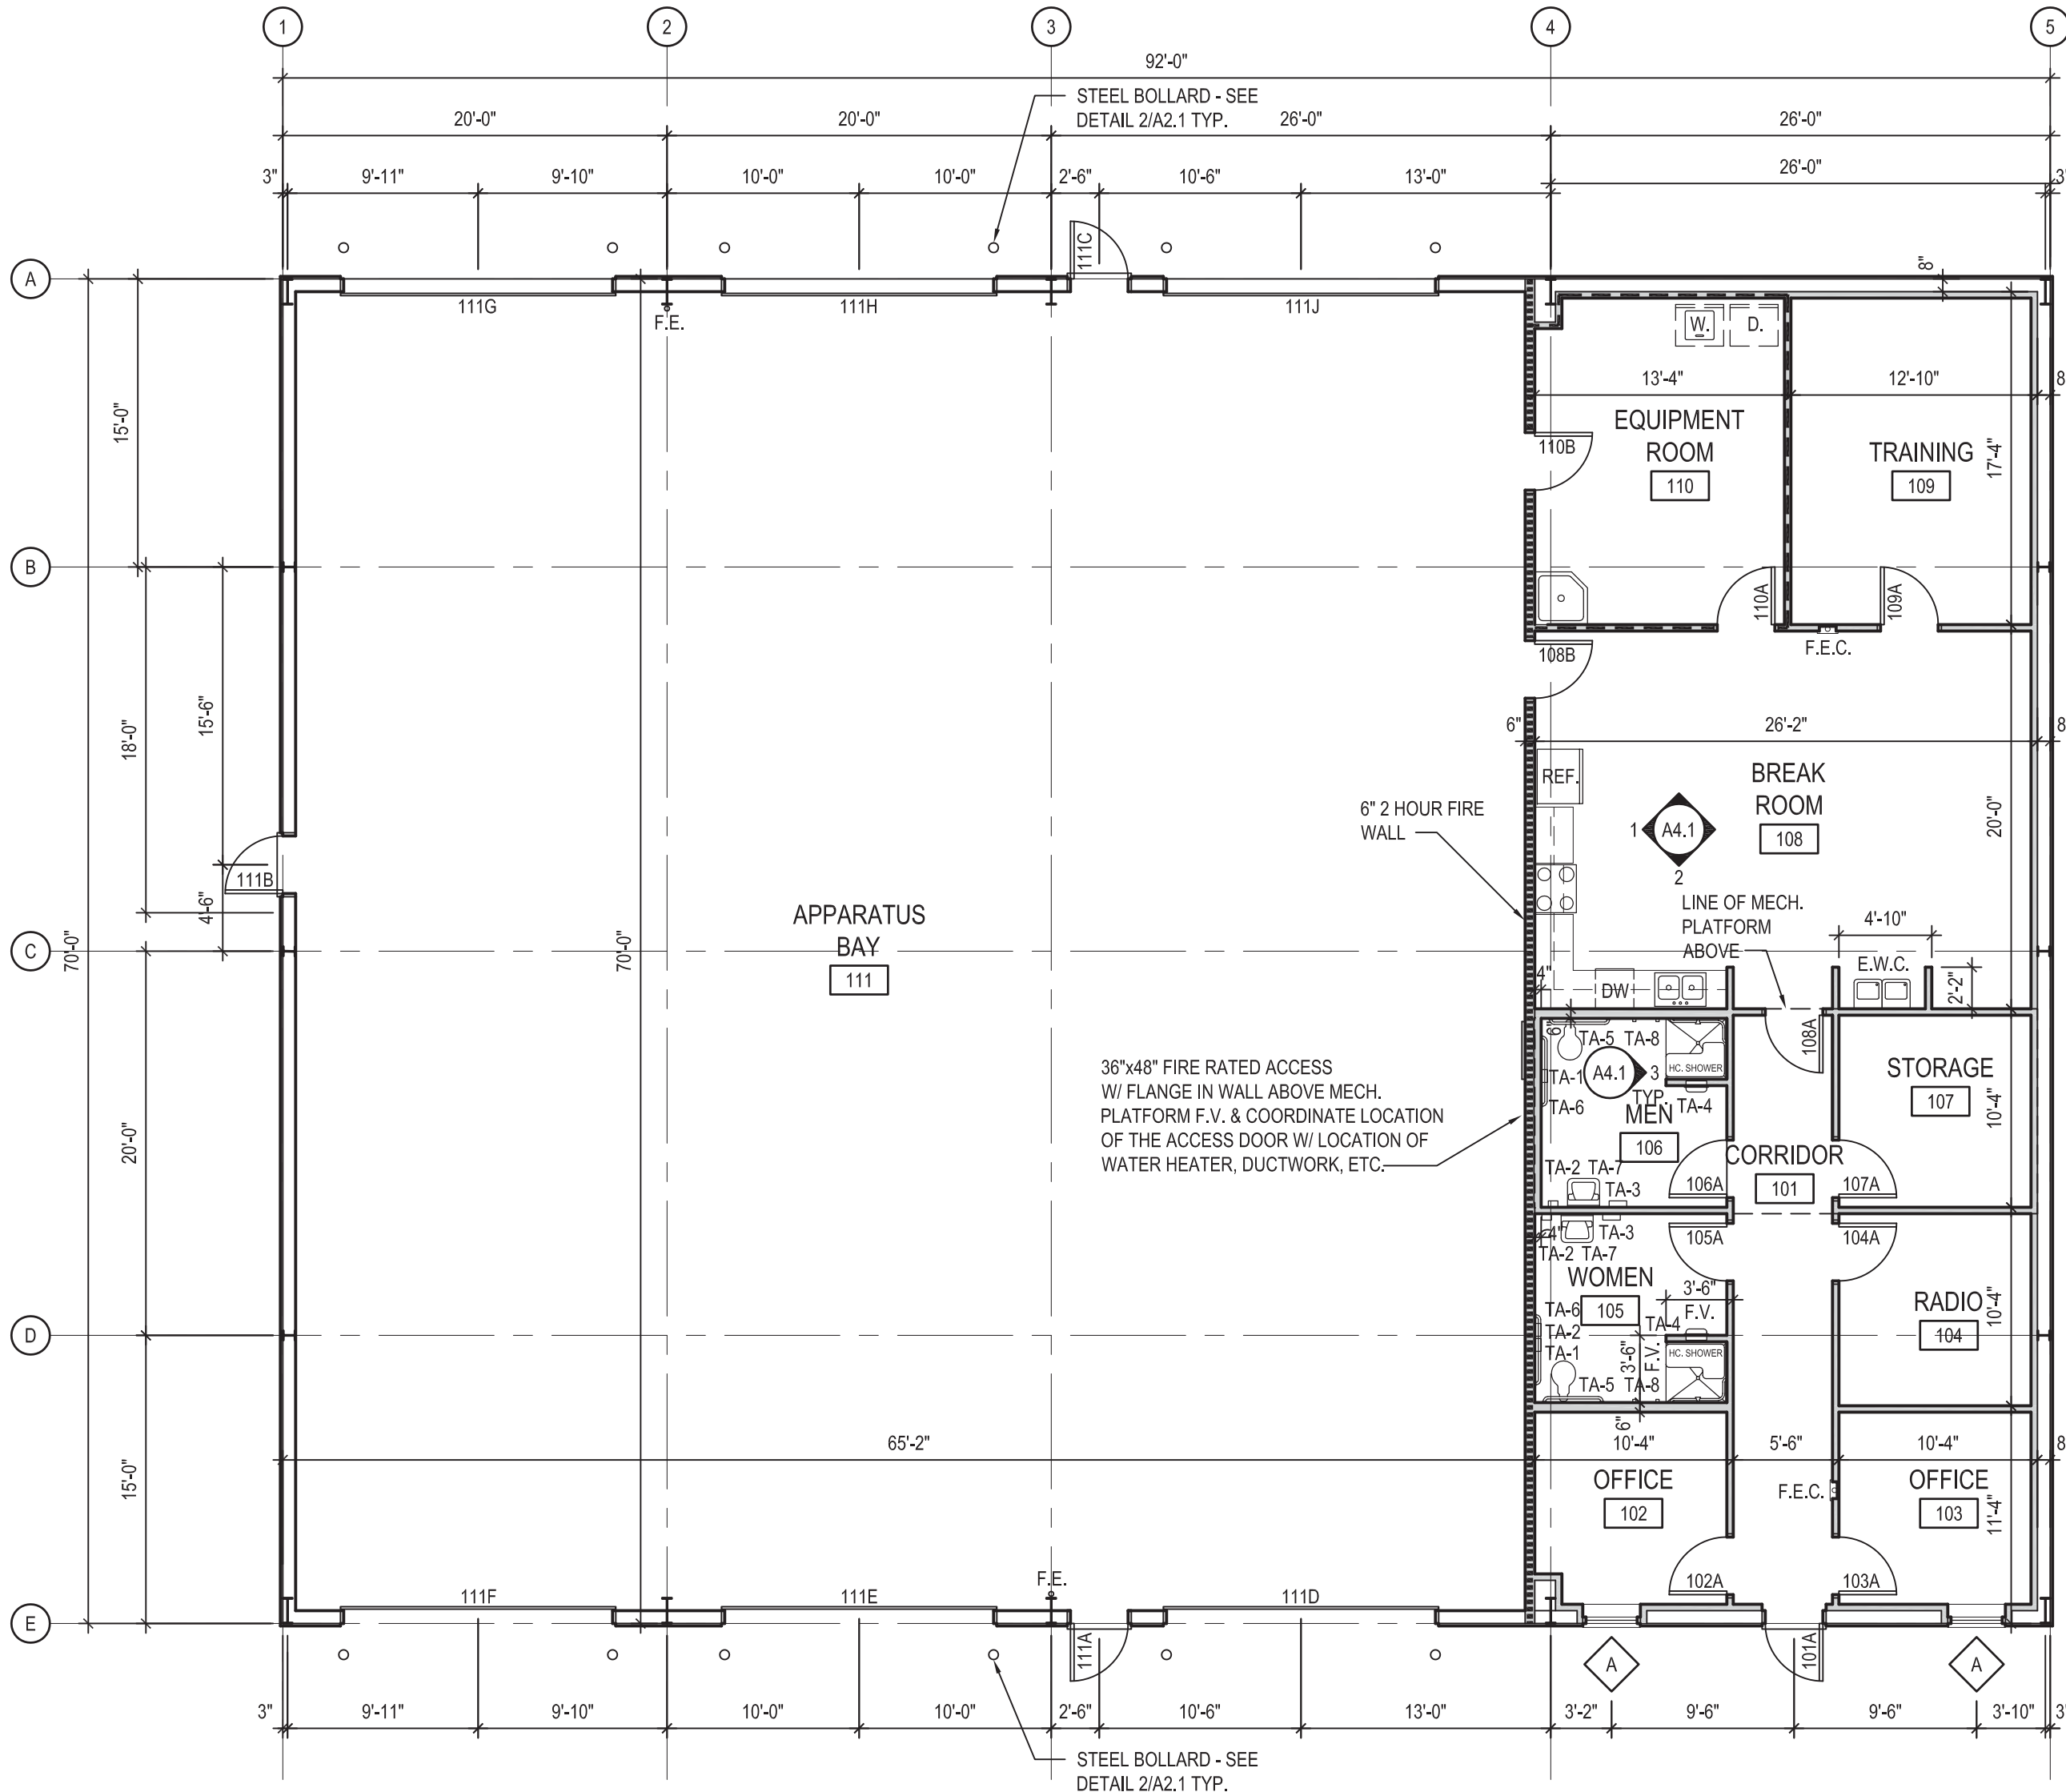 1
2
3
4
5
92'-0"
STEEL BOLLARD - SEE
DETAIL 2/A2.1 TYP.
20'-0"
20'-0"
26'-0"
26'-0"
26'-0"
3"
9'-11"
9'-10"
10'-0"
10'-0"
2'-6"
10'-6"
13'-0"
3"
111C
A
8"
111G
F.E.
111H
111J
W.
D.
13'-4"
12'-10"
8
15'-0"
EQUIPMENT
ROOM
110
TRAINING
109
17'-4"
110B
B
110A
109A
F.E.C.
108B
15'-6"
18'-0"
6"
26'-2"
8
REF.
BREAK
ROOM
108
6" 2 HOUR FIRE
WALL
1
A4.1
2
20'-0"
111B
4'-6"
APPARATUS
BAY
111
LINE OF MECH.
PLATFORM
ABOVE
4'-10"
C
70'-0"
70'-0"
E.W.C.
2'-2"
4"
DW
6"
TA-5
TA-8
108A
HC. SHOWER
36"x48" FIRE RATED ACCESS
W/ FLANGE IN WALL ABOVE MECH.
PLATFORM F.V. & COORDINATE LOCATION
OF THE ACCESS DOOR W/ LOCATION OF
WATER HEATER, DUCTWORK, ETC.
TA-1
A4.1
3
TYP.
TA-6
TA-4
MEN
106
STORAGE
107
10'-4"
20'-0"
CORRIDOR
101
TA-2
TA-7
TA-3
106A
107A
4"
TA-3
TA-2
TA-7
105A
104A
WOMEN
105
3'-6"
F.V.
TA-6
TA-2
TA-1
TA-4
RADIO
104
10'-4"
D
3'-6"
F.V.
HC. SHOWER
TA-5
TA-8
6"
65'-2"
10'-4"
5'-6"
10'-4"
8
15'-0"
OFFICE
102
F.E.C.
OFFICE
103
11'-4"
F.E.
102A
103A
111F
111E
111D
E
111A
101A
A
A
3"
9'-11"
9'-10"
10'-0"
10'-0"
2'-6"
10'-6"
13'-0"
3'-2"
9'-6"
9'-6"
3'-10"
3"
STEEL BOLLARD - SEE
DETAIL 2/A2.1 TYP.